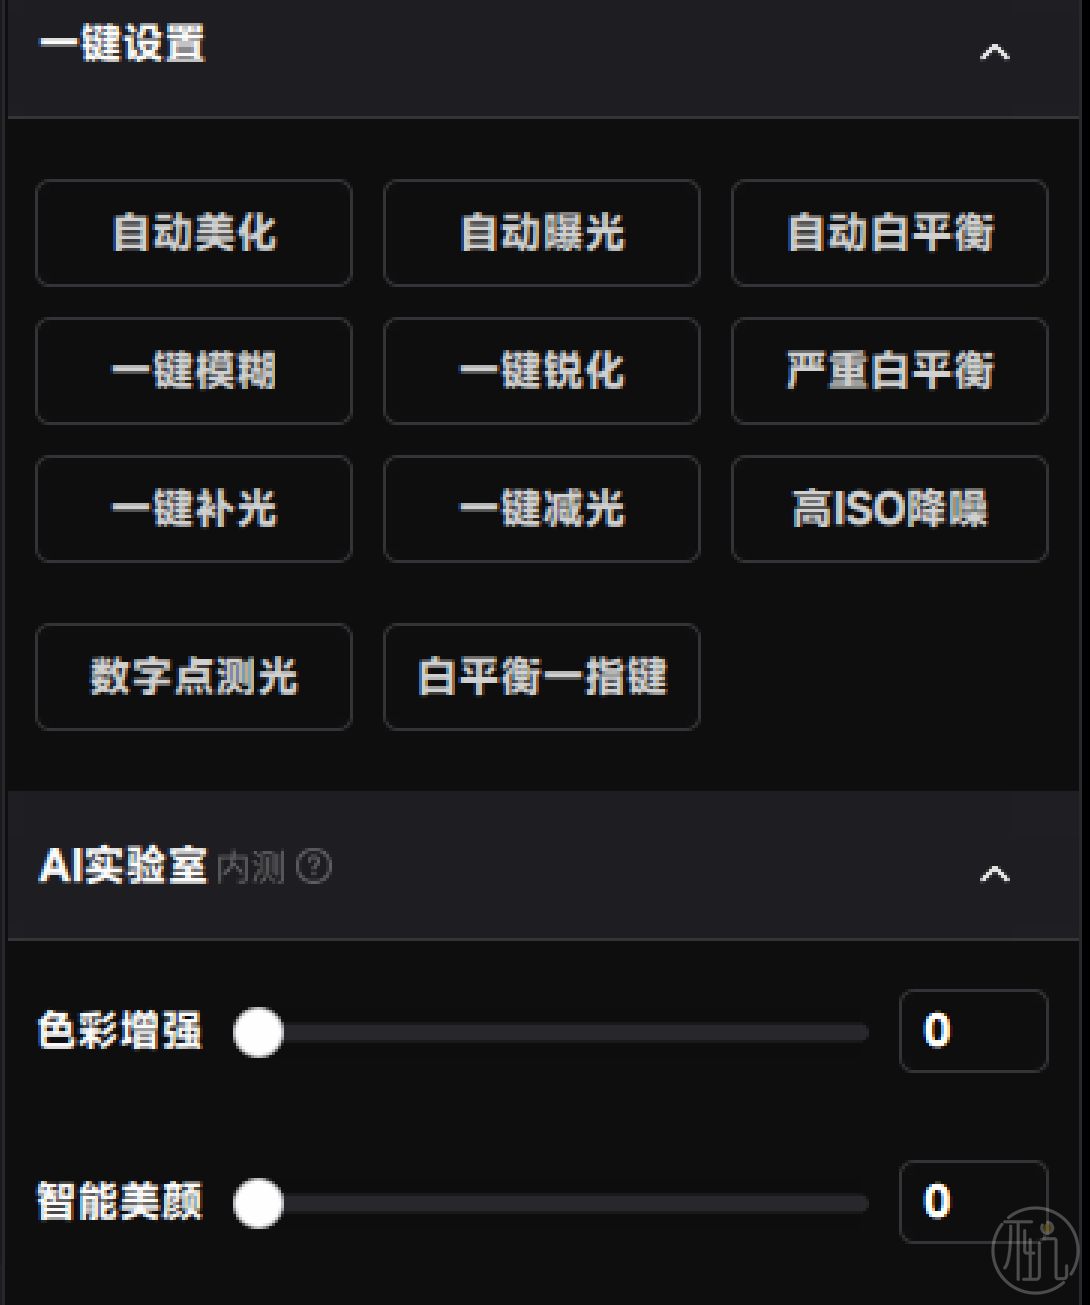 一键设置
自动美化 自动曝光 自动白平衡
一键模糊 一键锐化 严重白平衡
一键补光 一键减光 高ISO降噪
数字点测光 白平衡一指键
AI实验室 内测 ?
色彩增强 0
智能美颜 0